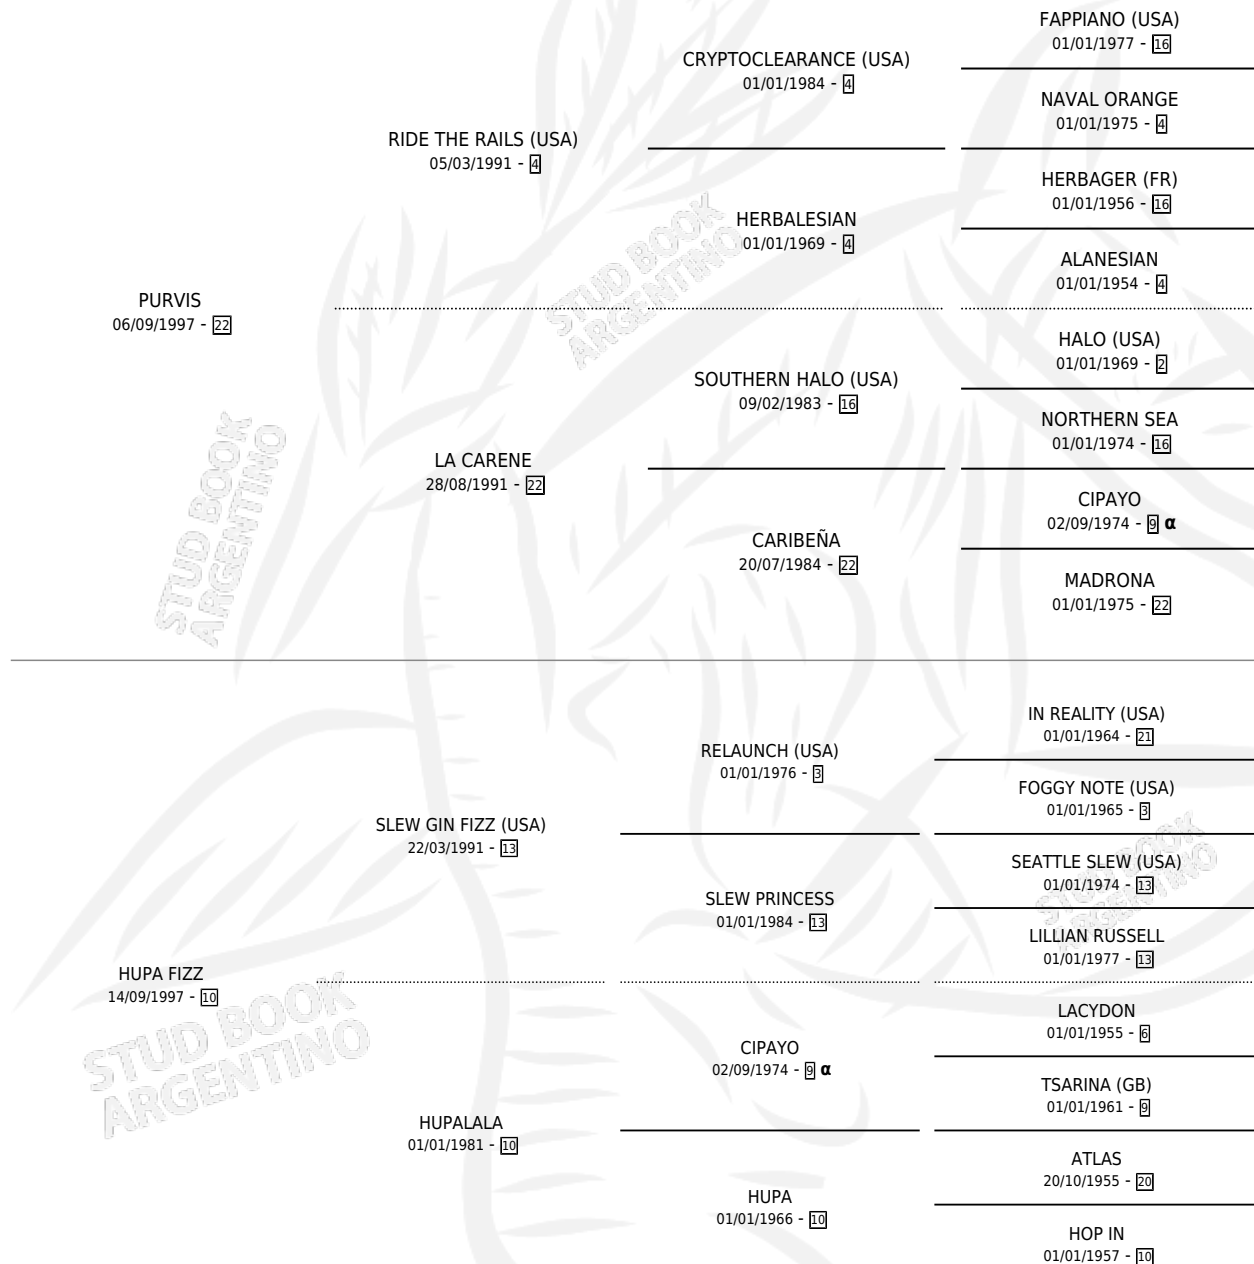 FAPPIANO (USA)
01/01/1977 - 16
CRYPTOCLEARANCE (USA)
01/01/1984 - 4
NAVAL ORANGE
01/01/1975 - 4
RIDE THE RAILS (USA)
05/03/1991 - 4
HERBAGER (FR)
01/01/1956 - 16
HERBALESIAN
01/01/1969 - 4
ALANESIAN
01/01/1954 - 4
PURVIS
06/09/1997 - 22
HALO (USA)
01/01/1969 - 2
SOUTHERN HALO (USA)
09/02/1983 - 16
NORTHERN SEA
01/01/1974 - 16
LA CARENE
28/08/1991 - 22
CIPAYO
02/09/1974 - 9 α
CARIBEÑA
20/07/1984 - 22
MADRONA
01/01/1975 - 22
IN REALITY (USA)
01/01/1964 - 21
RELAUNCH (USA)
01/01/1976 - 3
FOGGY NOTE (USA)
01/01/1965 - 3
SLEW GIN FIZZ (USA)
22/03/1991 - 13
SEATTLE SLEW (USA)
01/01/1974 - 13
SLEW PRINCESS
01/01/1984 - 13
LILLIAN RUSSELL
01/01/1977 - 13
HUPA FIZZ
14/09/1997 - 10
LACYDON
01/01/1955 - 6
CIPAYO
02/09/1974 - 9 α
TSARINA (GB)
01/01/1961 - 9
HUPALALA
01/01/1981 - 10
ATLAS
20/10/1955 - 20
HUPA
01/01/1966 - 10
HOP IN
01/01/1957 - 10
STUD BOOK
ARGENTINO
STUD BOOK
ARGENTINO
STUD BOOK
ARGENTINO
STUD BOOK
ARGENTINO